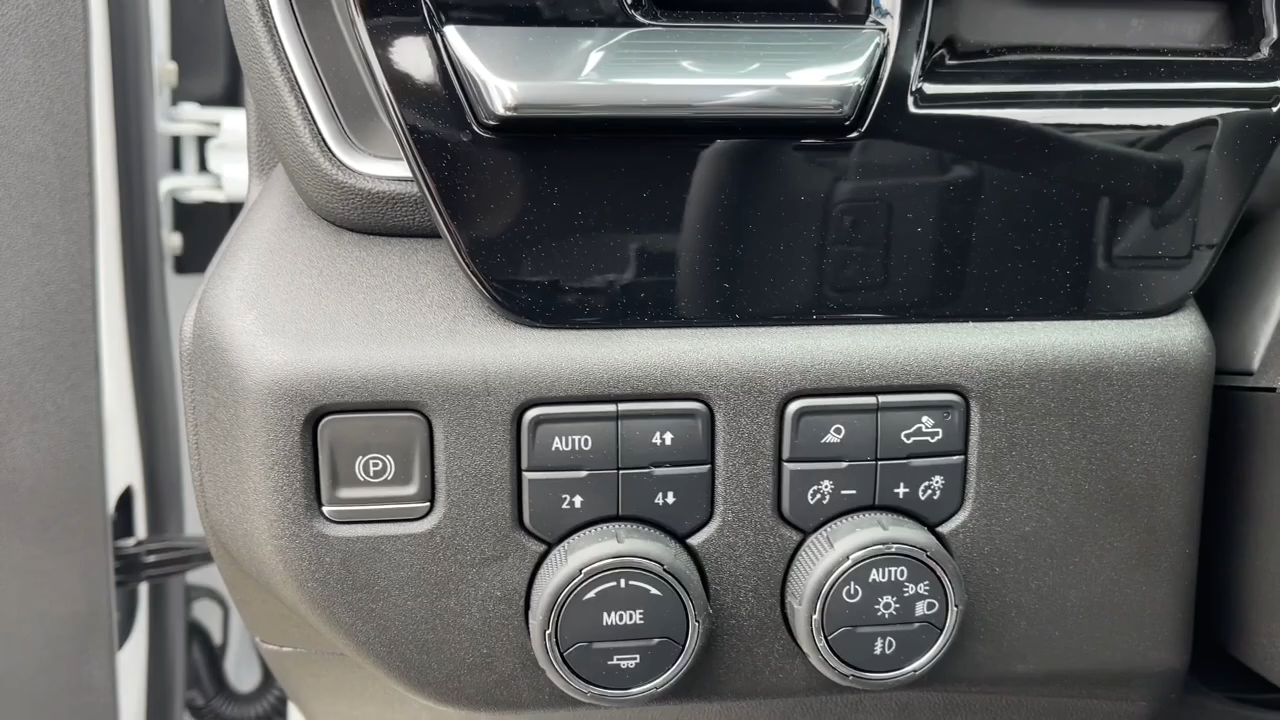 P
AUTO 4↑
2↑ 4↓
MODE
− +
AUTO